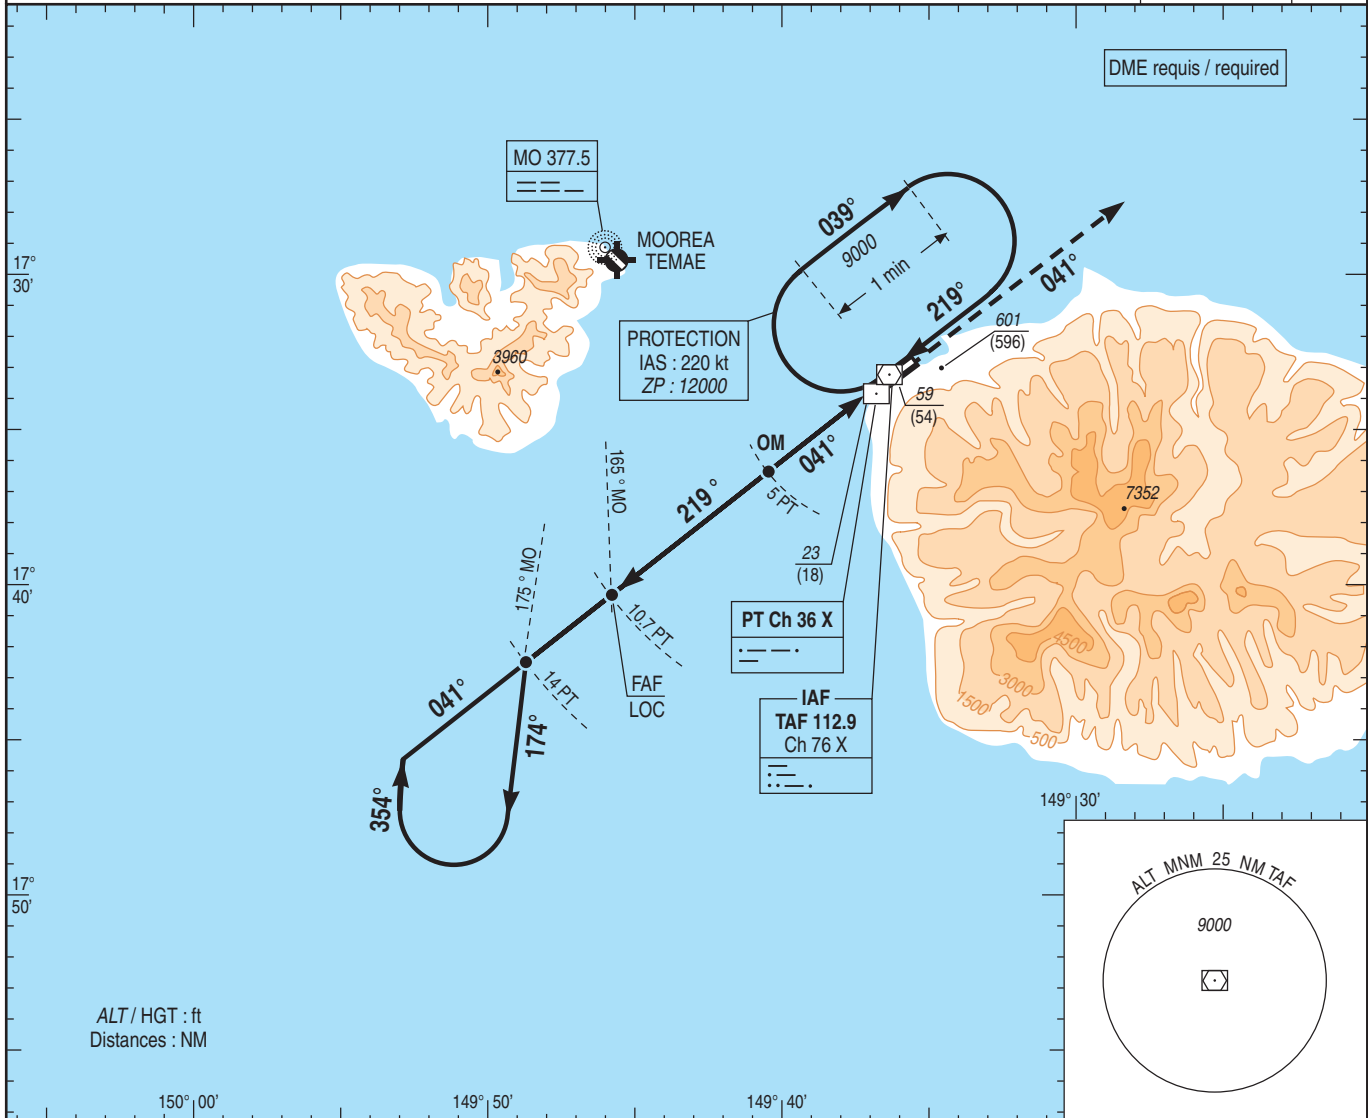 DME requis / required
MO 377.5
MOOREA
TEMAE
039°
9000
1 min
219°
041°
17°
30'
601
(596)
PROTECTION
IAS : 220 kt
ZP : 12000
3960
59
(54)
OM
041°
165° MO
219°
5 PT
7352
23
(18)
175° MO
17°
40'
10.7 PT
PT Ch 36 X
4500
14 PT
FAF
LOC
041°
174°
IAF
TAF 112.9
Ch 76 X
3000
1500
500
354°
149° 30'
17°
50'
ALT MNM 25 NM TAF
9000
ALT / HGT : ft
Distances : NM
150° 00'
149° 50'
149° 40'